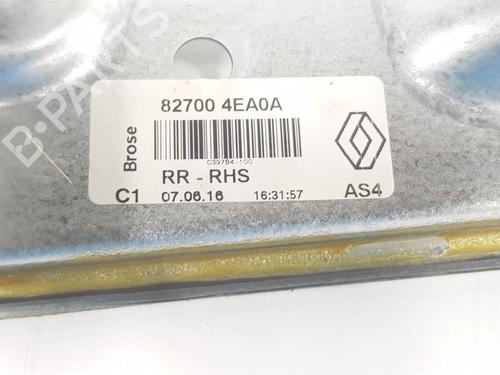 B-PARTS
82700 4EA0A
Brose
C39784-100
RR - RHS
C1 07.06.16 16:31:57 AS4